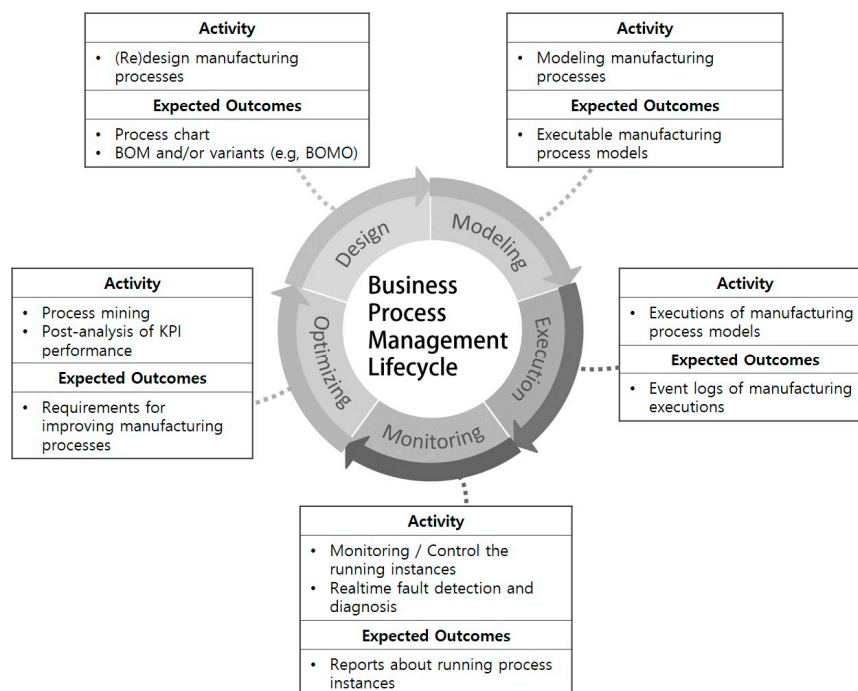 Activity
• (Re)design manufacturing
processes
Expected Outcomes
• Process chart
• BOM and/or variants (e.g, BOMO)
Activity
• Modeling manufacturing
processes
Expected Outcomes
• Executable manufacturing
process models
Design
Modeling
Execution
Monitoring
Optimizing
Business
Process
Management
Lifecycle
Activity
• Process mining
• Post-analysis of KPI
performance
Expected Outcomes
• Requirements for
improving manufacturing
processes
Activity
• Executions of manufacturing
process models
Expected Outcomes
• Event logs of manufacturing
executions
Activity
• Monitoring / Control the
running instances
• Realtime fault detection and
diagnosis
Expected Outcomes
• Reports about running process
instances